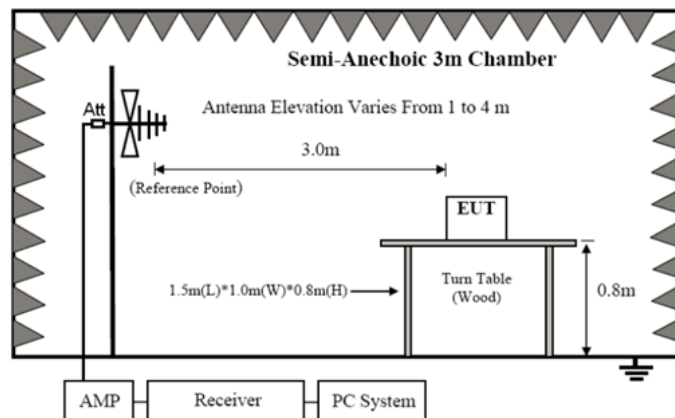 Semi-Anechoic 3m Chamber
Att
Antenna Elevation Varies From 1 to 4 m
3.0m
(Reference Point)
EUT
1.5m(L)*1.0m(W)*0.8m(H)
Turn Table
(Wood)
0.8m
AMP
Receiver
PC System